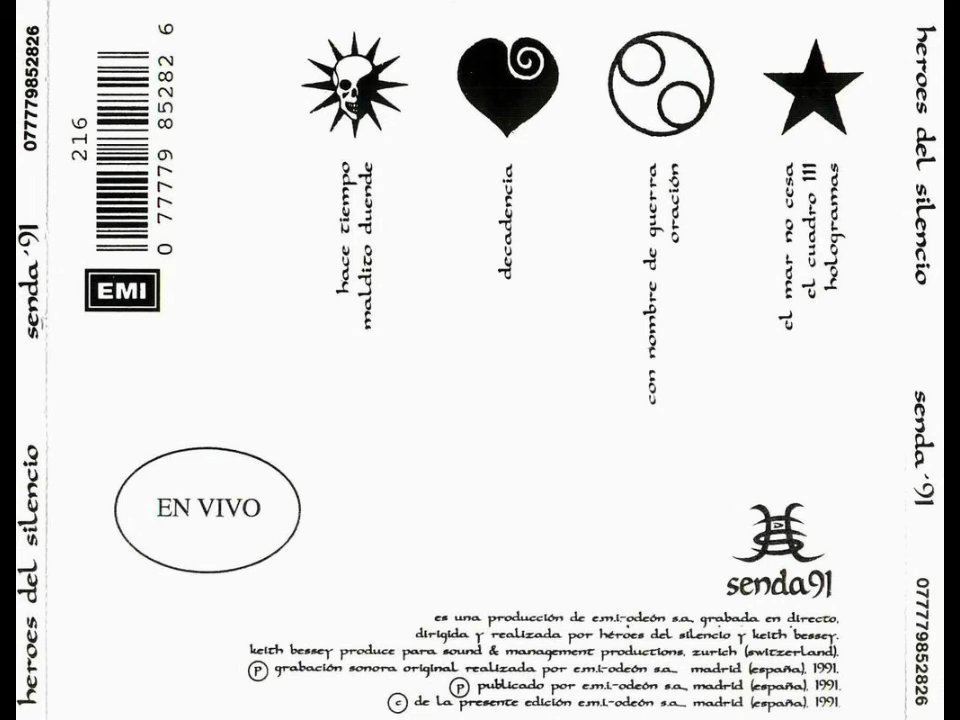 heroes del silencio
senda '91
077779852826
216
0 77779 85282 6
EMI
hace tiempo
maldito duende
decadencia
con nombre de guerra
oración
el mar no cesa
el cuadro III
hologramas
EN VIVO
senda91
es una producción de e.m.i.-odeón s.a. grabada en directo,
dirigida y realizada por héroes del silencio y keith bessey.
keith bessey produce para sound & management productions. zurich (switzerland).
P grabación sonora original realizada por e.m.i.-odeón s.a. madrid (españa). 1991.
P publicado por e.m.i.-odeón s.a. madrid (españa). 1991.
c de la presente edición e.m.i.-odeón s.a. madrid (españa). 1991.
heroes del silencio
senda '91
077779852826